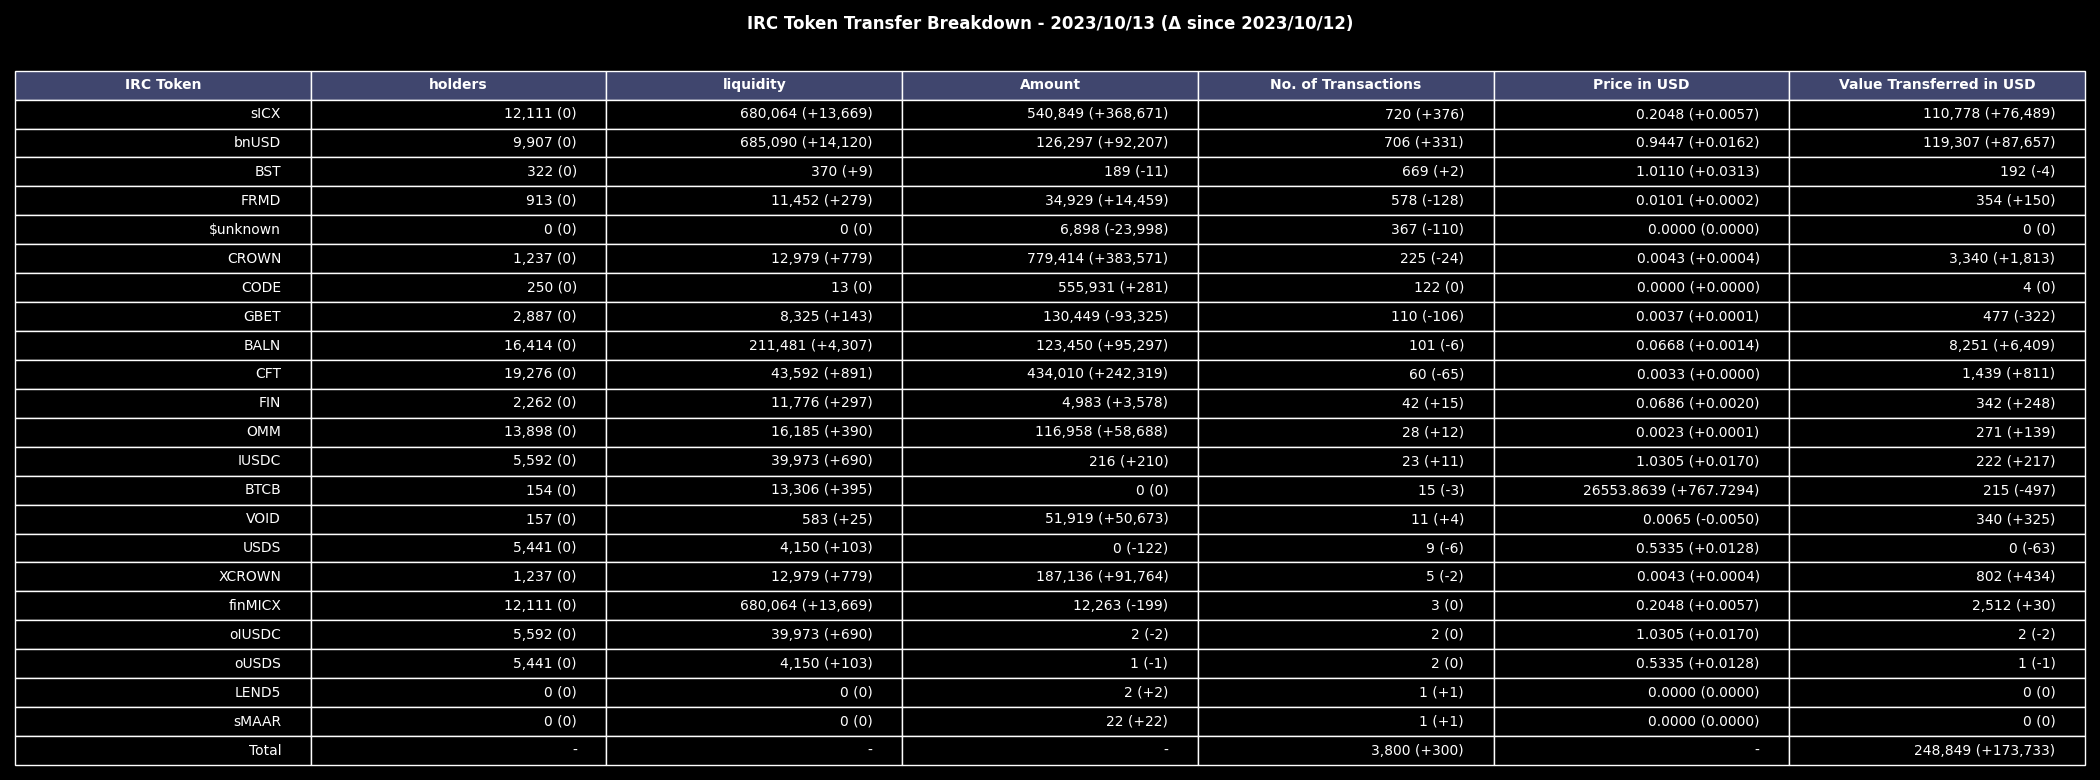 IRC Token Transfer Breakdown - 2023/10/13 (Δ since 2023/10/12)
IRC Token holders liquidity Amount No. of Transactions Price in USD Value Transferred in USD
sICX 12,111 (0) 680,064 (+13,669) 540,849 (+368,671) 720 (+376) 0.2048 (+0.0057) 110,778 (+76,489)
bnUSD 9,907 (0) 685,090 (+14,120) 126,297 (+92,207) 706 (+331) 0.9447 (+0.0162) 119,307 (+87,657)
BST 322 (0) 370 (+9) 189 (-11) 669 (+2) 1.0110 (+0.0313) 192 (-4)
FRMD 913 (0) 11,452 (+279) 34,929 (+14,459) 578 (-128) 0.0101 (+0.0002) 354 (+150)
$unknown 0 (0) 0 (0) 6,898 (-23,998) 367 (-110) 0.0000 (0.0000) 0 (0)
CROWN 1,237 (0) 12,979 (+779) 779,414 (+383,571) 225 (-24) 0.0043 (+0.0004) 3,340 (+1,813)
CODE 250 (0) 13 (0) 555,931 (+281) 122 (0) 0.0000 (+0.0000) 4 (0)
GBET 2,887 (0) 8,325 (+143) 130,449 (-93,325) 110 (-106) 0.0037 (+0.0001) 477 (-322)
BALN 16,414 (0) 211,481 (+4,307) 123,450 (+95,297) 101 (-6) 0.0668 (+0.0014) 8,251 (+6,409)
CFT 19,276 (0) 43,592 (+891) 434,010 (+242,319) 60 (-65) 0.0033 (+0.0000) 1,439 (+811)
FIN 2,262 (0) 11,776 (+297) 4,983 (+3,578) 42 (+15) 0.0686 (+0.0020) 342 (+248)
OMM 13,898 (0) 16,185 (+390) 116,958 (+58,688) 28 (+12) 0.0023 (+0.0001) 271 (+139)
IUSDC 5,592 (0) 39,973 (+690) 216 (+210) 23 (+11) 1.0305 (+0.0170) 222 (+217)
BTCB 154 (0) 13,306 (+395) 0 (0) 15 (-3) 26553.8639 (+767.7294) 215 (-497)
VOID 157 (0) 583 (+25) 51,919 (+50,673) 11 (+4) 0.0065 (-0.0050) 340 (+325)
USDS 5,441 (0) 4,150 (+103) 0 (-122) 9 (-6) 0.5335 (+0.0128) 0 (-63)
XCROWN 1,237 (0) 12,979 (+779) 187,136 (+91,764) 5 (-2) 0.0043 (+0.0004) 802 (+434)
finMICX 12,111 (0) 680,064 (+13,669) 12,263 (-199) 3 (0) 0.2048 (+0.0057) 2,512 (+30)
oIUSDC 5,592 (0) 39,973 (+690) 2 (-2) 2 (0) 1.0305 (+0.0170) 2 (-2)
oUSDS 5,441 (0) 4,150 (+103) 1 (-1) 2 (0) 0.5335 (+0.0128) 1 (-1)
LEND5 0 (0) 0 (0) 2 (+2) 1 (+1) 0.0000 (0.0000) 0 (0)
sMAAR 0 (0) 0 (0) 22 (+22) 1 (+1) 0.0000 (0.0000) 0 (0)
Total - - - 3,800 (+300) - 248,849 (+173,733)